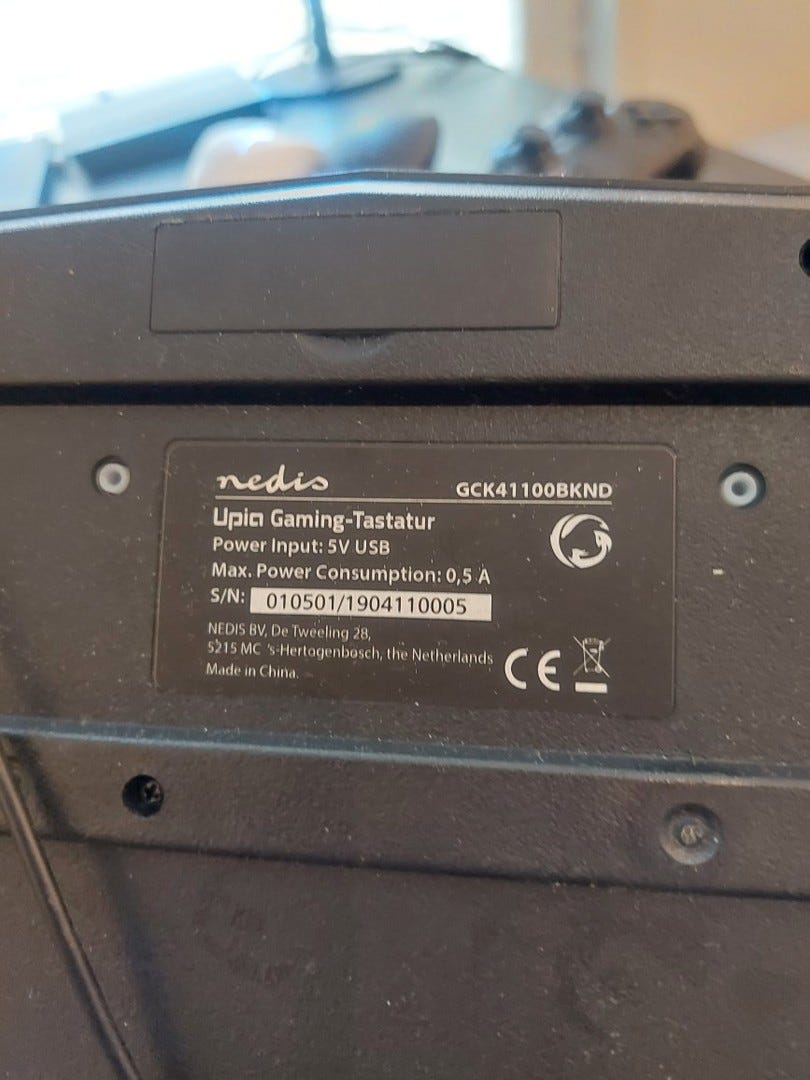 nedis
GCK41100BKND
Upia Gaming-Tastatur
Power Input: 5V USB
Max. Power Consumption: 0,5 A
S/N: 010501/1904110005
NEDIS BV, De Tweeling 28,
5215 MC 's-Hertogenbosch, the Netherlands
Made in China.
CE